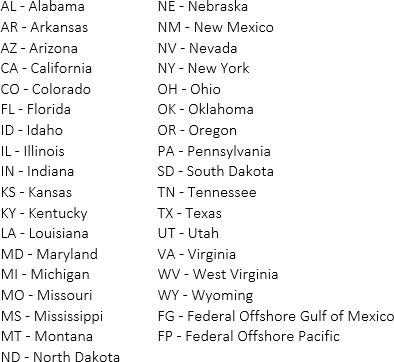 AL - Alabama
AR - Arkansas
AZ - Arizona
CA - California
CO - Colorado
FL - Florida
ID - Idaho
IL - Illinois
IN - Indiana
KS - Kansas
KY - Kentucky
LA - Louisiana
MD - Maryland
MI - Michigan
MO - Missouri
MS - Mississippi
MT - Montana
ND - North Dakota
NE - Nebraska
NM - New Mexico
NV - Nevada
NY - New York
OH - Ohio
OK - Oklahoma
OR - Oregon
PA - Pennsylvania
SD - South Dakota
TN - Tennessee
TX - Texas
UT - Utah
VA - Virginia
WV - West Virginia
WY - Wyoming
FG - Federal Offshore Gulf of Mexico
FP - Federal Offshore Pacific